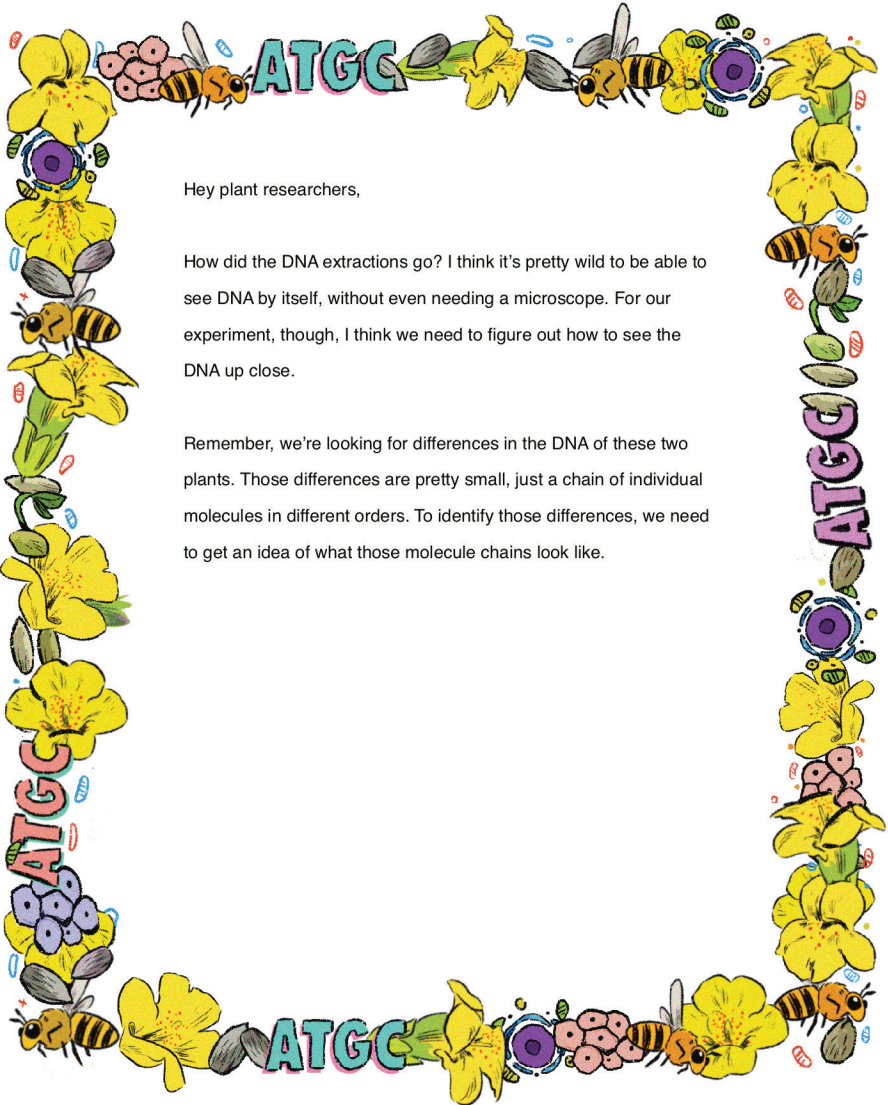 ATGC
Hey plant researchers,
How did the DNA extractions go? I think it’s pretty wild to be able to
see DNA by itself, without even needing a microscope. For our
experiment, though, I think we need to figure out how to see the
DNA up close.
Remember, we’re looking for differences in the DNA of these two
plants. Those differences are pretty small, just a chain of individual
molecules in different orders. To identify those differences, we need
to get an idea of what those molecule chains look like.
ATGC
ATGC
ATGC